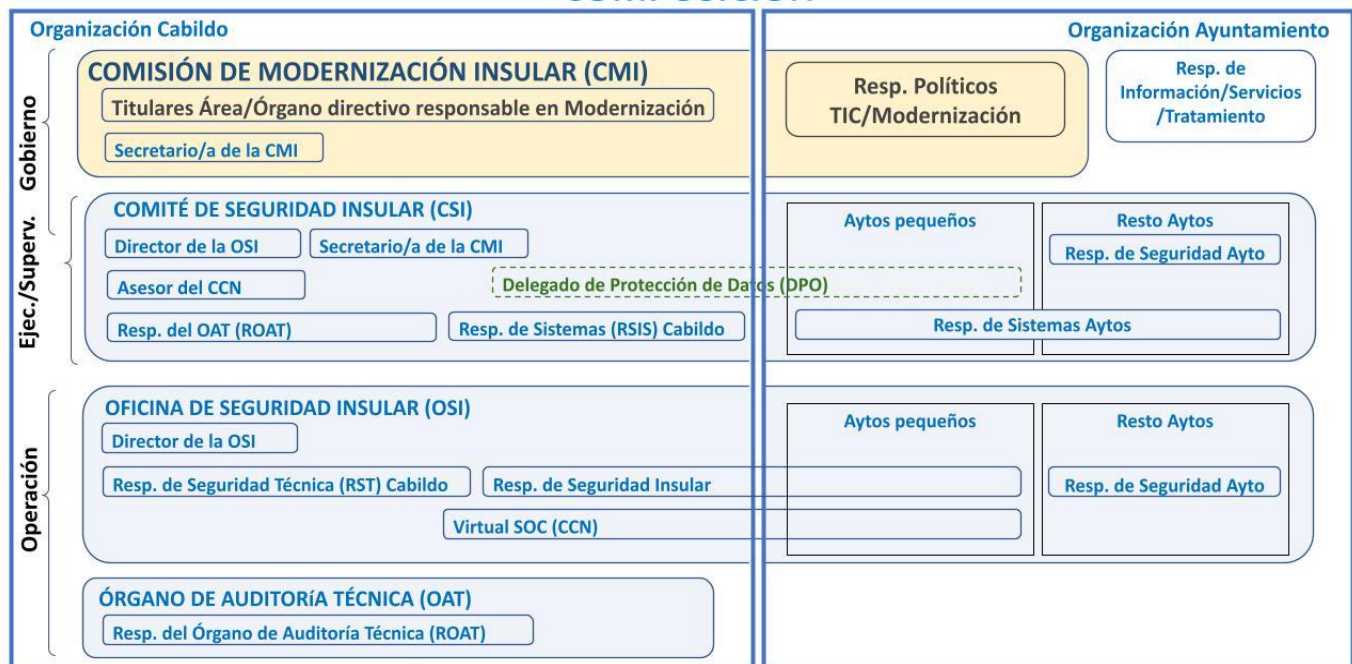 Organización Cabildo
Organización Ayuntamiento
Gobierno
COMISIÓN DE MODERNIZACIÓN INSULAR (CMI)
Titulares Área/Órgano directivo responsable en Modernización
Secretario/a de la CMI
Resp. Políticos
TIC/Modernización
Resp. de
Información/Servicios
/Tratamiento
Ejec./Superv.
COMITÉ DE SEGURIDAD INSULAR (CSI)
Director de la OSI
Secretario/a de la CMI
Asesor del CCN
Delegado de Protección de Datos (DPO)
Resp. del OAT (ROAT)
Resp. de Sistemas (RSIS) Cabildo
Aytos pequeños
Resto Aytos
Resp. de Seguridad Ayto
Resp. de Sistemas Aytos
Operación
OFICINA DE SEGURIDAD INSULAR (OSI)
Director de la OSI
Resp. de Seguridad Técnica (RST) Cabildo
Resp. de Seguridad Insular
Virtual SOC (CCN)
Aytos pequeños
Resto Aytos
Resp. de Seguridad Ayto
ÓRGANO DE AUDITORíA TÉCNICA (OAT)
Resp. del Órgano de Auditoría Técnica (ROAT)